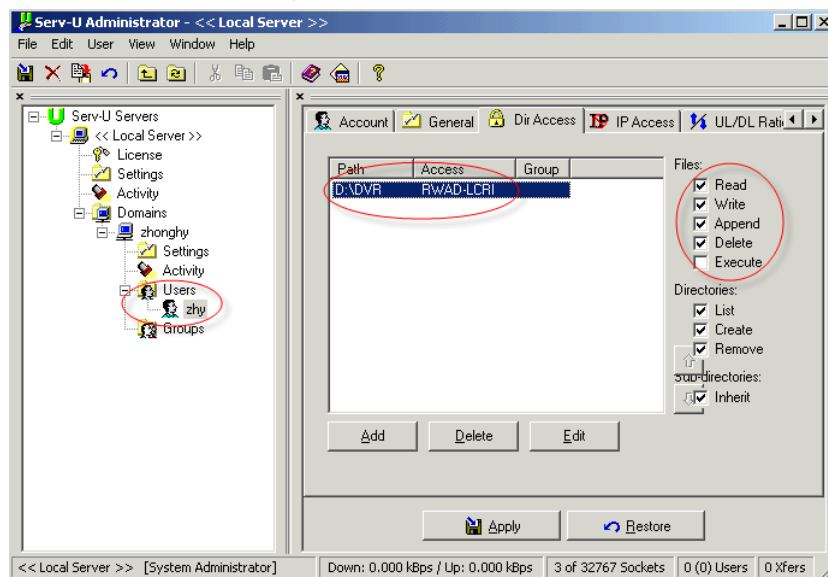 Serv-U Administrator - << Local Server >>
File Edit User View Window Help
Serv-U Servers
<< Local Server >>
License
Settings
Activity
Domains
zhonghy
Settings
Activity
Users
zhy
Groups
Account General Dir Access IP Access UL/DL
Path Access Group
D:\DVR RWAD-LCRI
Files:
Read
Write
Append
Delete
Execute
Directories:
List
Create
Remove
Sub-directories:
Inherit
Add Delete Edit
Apply Restore
<< Local Server >> [System Administrator] Down: 0.000 kBps / Up: 0.000 kBps 3 of 32767 Sockets 0 (0) Users 0 Xfers